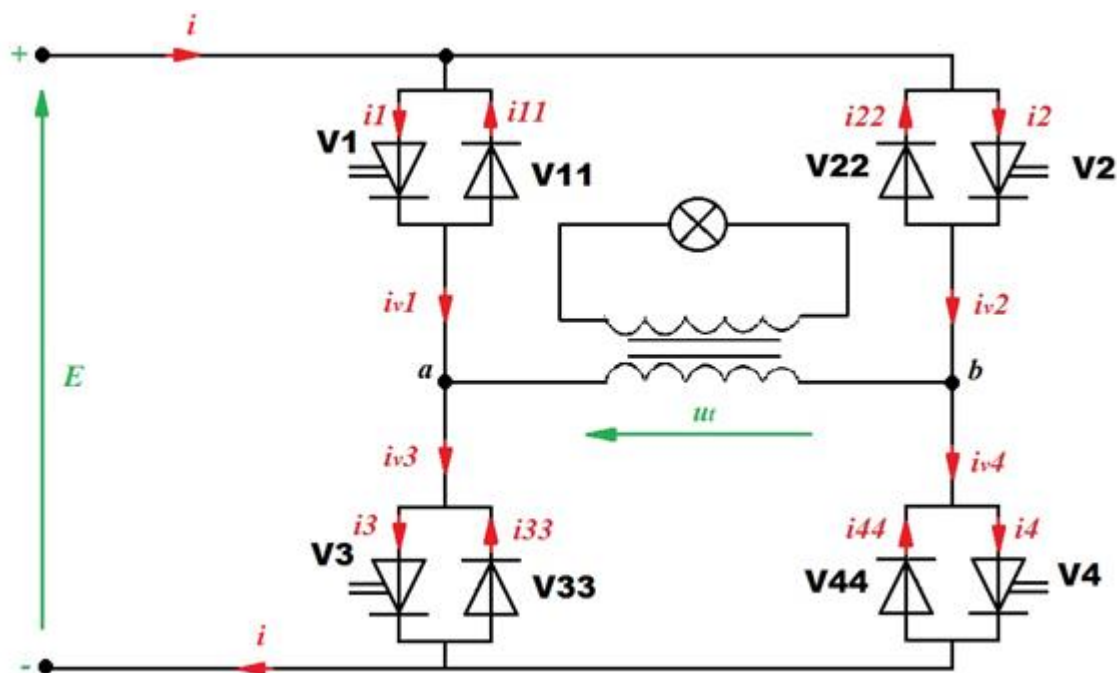 i
+
i1 i11 i22 i2
V1 V11 V22 V2
iv1 iv2
E a b
ut
iv3 iv4
i3 i33 i44 i4
V3 V33 V44 V4
i
-